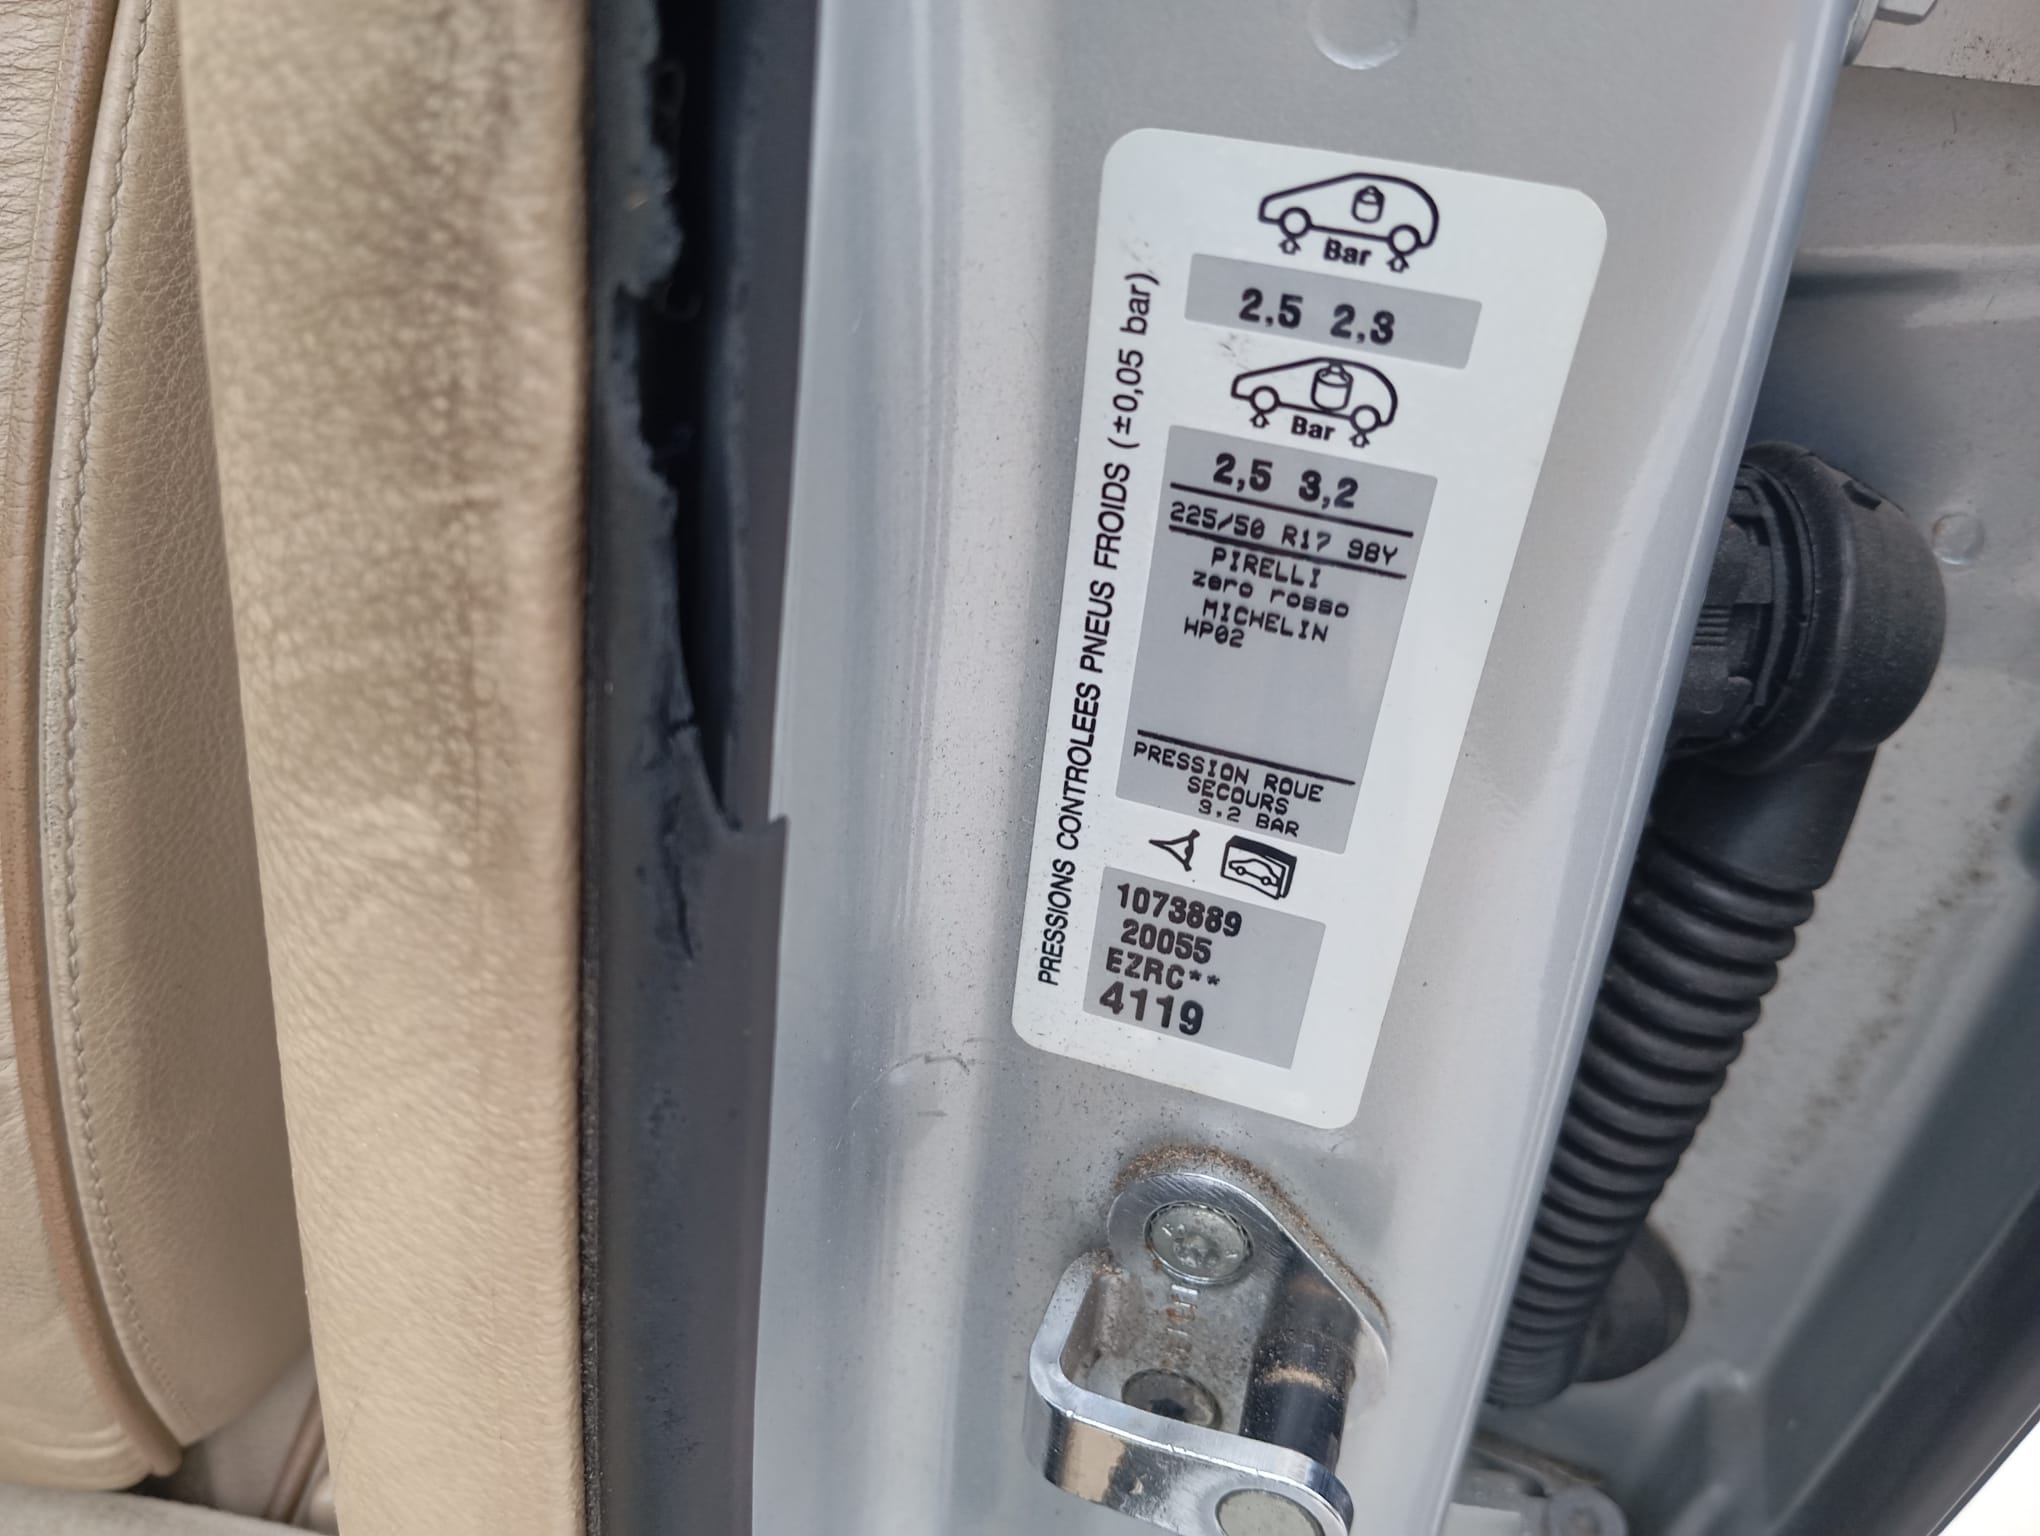 Bar
2,5 2,3
Bar
2,5 3,2
225/50 R17 98Y
PIRELLI
zero rosso
MICHELIN
HP02
PRESSION ROUE
SECOURS
3,2 BAR
1073889
20055
EZRC**
4119
PRESSIONS CONTROLEES PNEUS FROIDS (±0,05 bar)